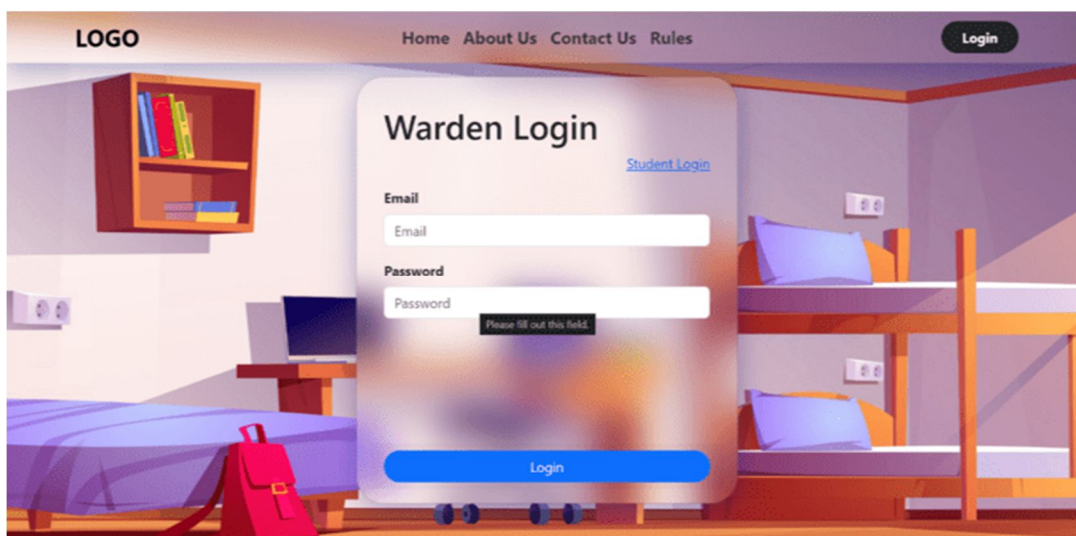 LOGO Home About Us Contact Us Rules Login
Warden Login
Student Login
Email
Email
Password
Password
Please fill out this field.
Login